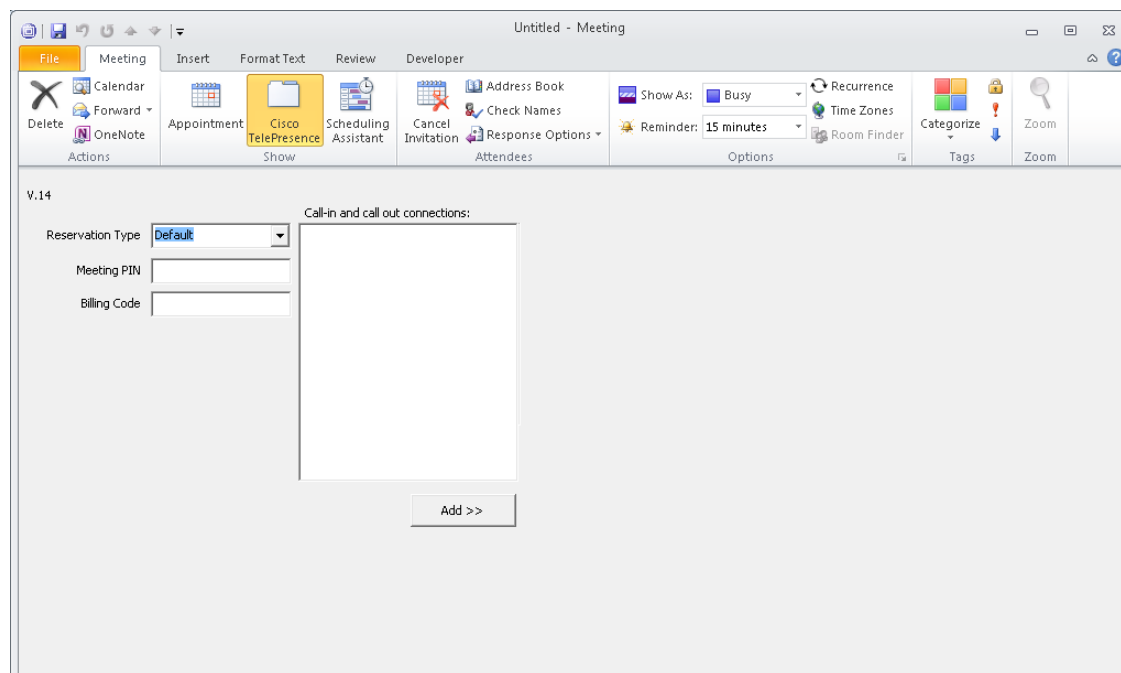 Untitled - Meeting
File Meeting Insert Format Text Review Developer
Delete
Calendar
Forward
OneNote
Actions
Appointment
Cisco
TelePresence
Scheduling
Assistant
Show
Cancel
Invitation
Address Book
Check Names
Response Options
Attendees
Show As: Busy
Reminder: 15 minutes
Recurrence
Time Zones
Room Finder
Options
Categorize
Tags
Zoom
Zoom
V.14
Call-in and call out connections:
Reservation Type Default
Meeting PIN
Billing Code
Add >>